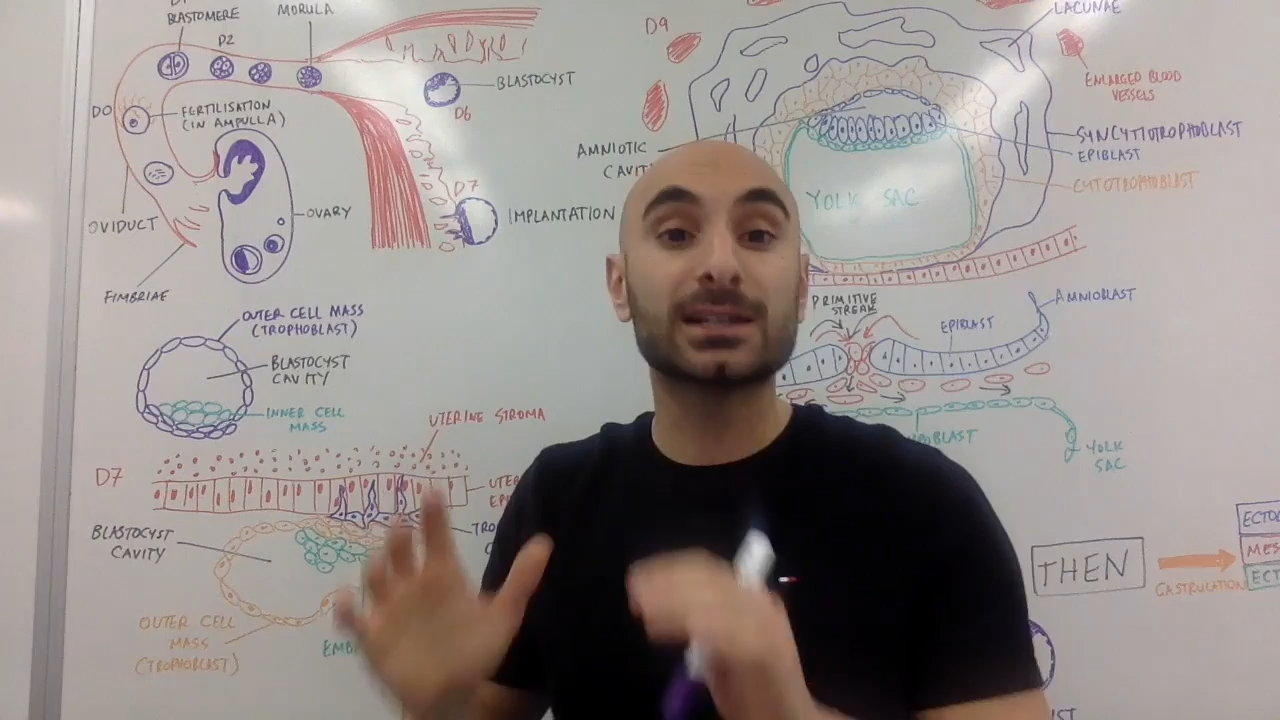 D1
BLASTOMERE
D2
MORULA
BLASTOCYST
D6
D0
FERTILISATION
(IN AMPULLA)
OVIDUCT
OVARY
FIMBRIAE
D7
IMPLANTATION
D9
LACUNAE
ENLARGED BLOOD
VESSELS
AMNIOTIC
SYNCYTIOTROPHOBLAST
EPIBLAST
CYTOTROPHOBLAST
YOLK SAC
OUTER CELL MASS
(TROPHOBLAST)
BLASTOCYST
CAVITY
INNER CELL
MASS
PRIMITIVE
STREAK
EPIBLAST
AMNIOBLAST
YOLK
SAC
UTERINE STROMA
D7
BLASTOCYST
CAVITY
OUTER CELL
MASS
(TROPHOBLAST)
THEN
GASTRULATION